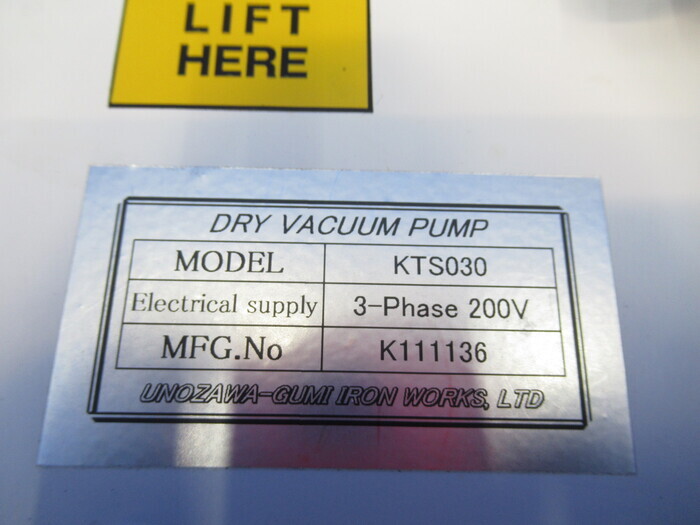 LIFT
HERE
DRY VACUUM PUMP
MODEL KTS030
Electrical supply 3-Phase 200V
MFG.No K111136
UNOZAWA-GUMI IRON WORKS, LTD